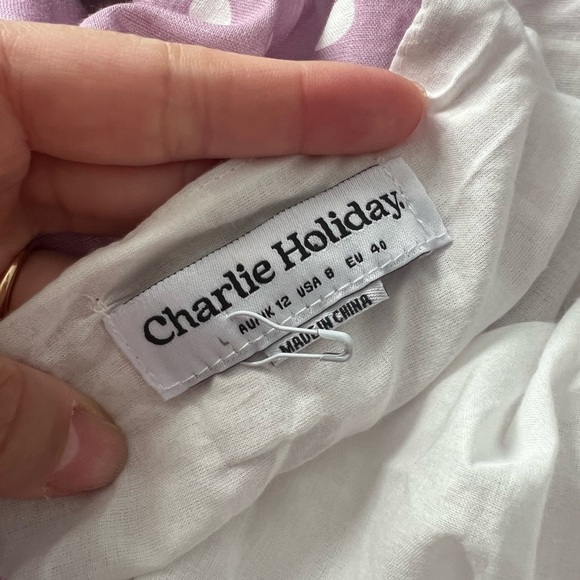 Charlie Holiday.
L AU/UK 12 USA 8 EU 40
MADE IN CHINA